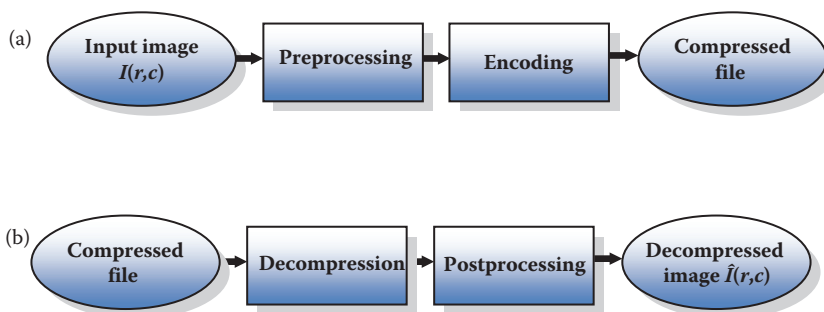 (a)
Input image
I(r,c)
Preprocessing
Encoding
Compressed
file
(b)
Compressed
file
Decompression
Postprocessing
Decompressed
image Î(r,c)